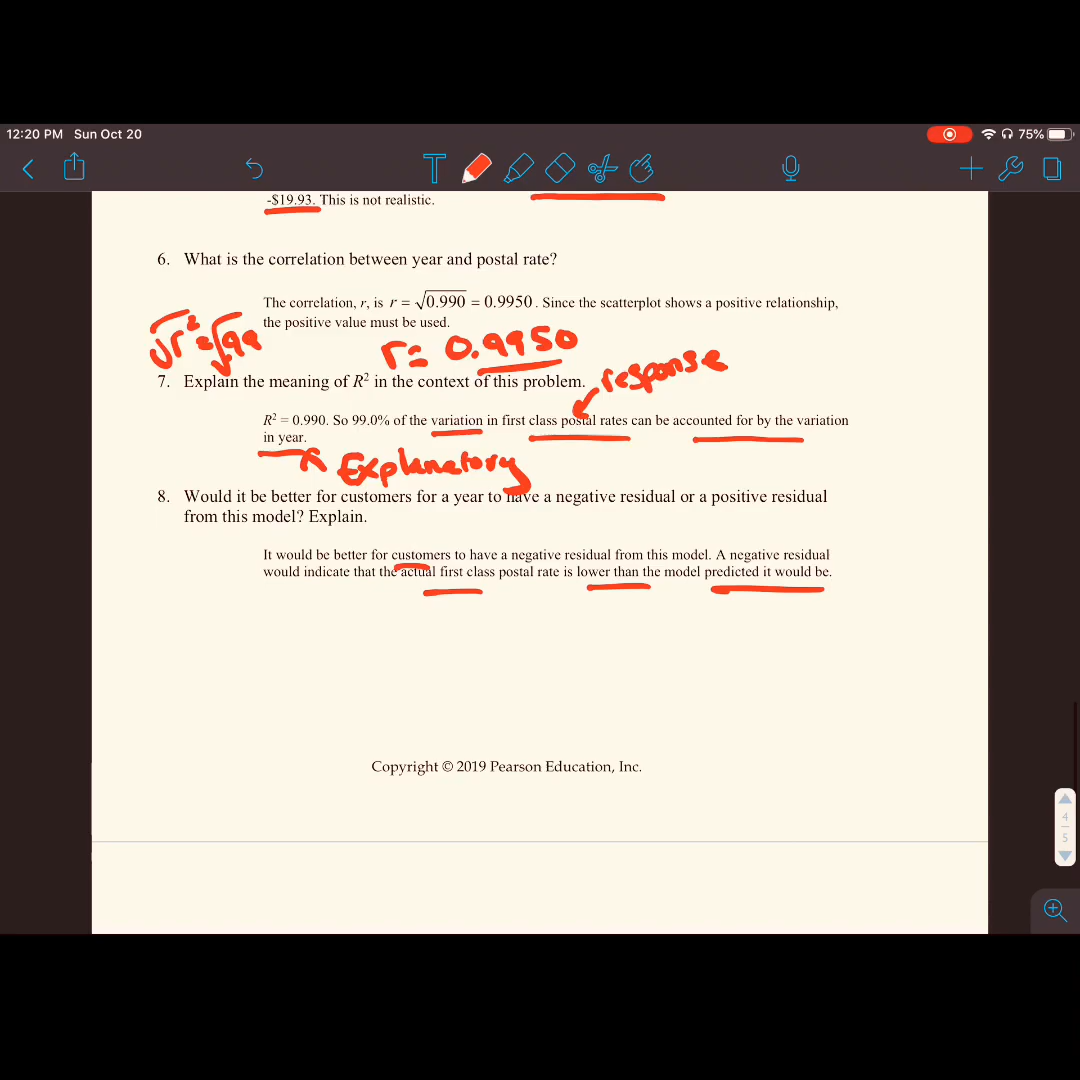 12:20 PM Sun Oct 20
75%
-$19.93. This is not realistic.
6. What is the correlation between year and postal rate?
The correlation, r, is r = √0.990 = 0.9950. Since the scatterplot shows a positive relationship,
the positive value must be used.
√r² = √.99
r = 0.9950
7. Explain the meaning of R² in the context of this problem.
response
R² = 0.990. So 99.0% of the variation in first class postal rates can be accounted for by the variation
in year.
Explanatory
8. Would it be better for customers for a year to have a negative residual or a positive residual
from this model? Explain.
It would be better for customers to have a negative residual from this model. A negative residual
would indicate that the actual first class postal rate is lower than the model predicted it would be.
Copyright © 2019 Pearson Education, Inc.
4
5